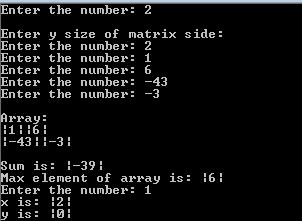 Enter the number: 2
Enter y size of matrix side:
Enter the number: 2
Enter the number: 1
Enter the number: 6
Enter the number: -43
Enter the number: -3
Array:
¦1¦¦6¦
¦-43¦¦-3¦
Sum is: ¦-39¦
Max element of array is: ¦6¦
Enter the number: 1
x is: ¦2¦
y is: ¦0¦